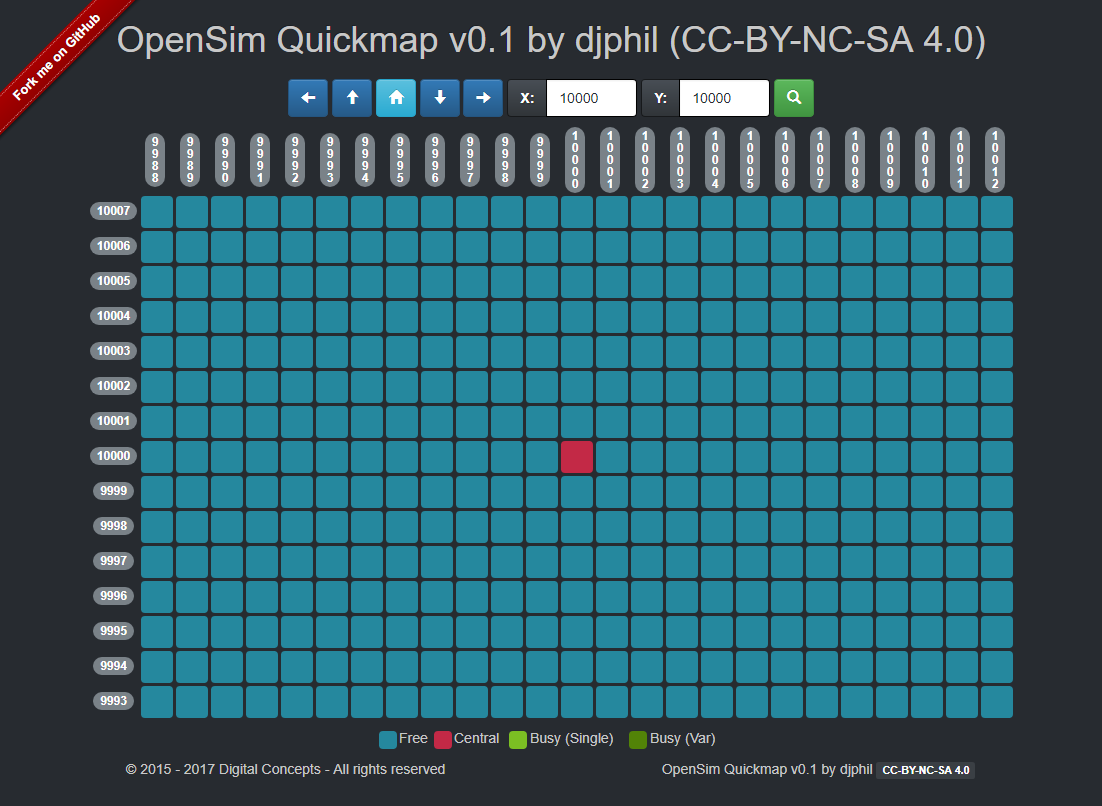 Fork me on GitHub
OpenSim Quickmap v0.1 by djphil (CC-BY-NC-SA 4.0)
X: 10000 Y: 10000
9988 9989 9990 9991 9992 9993 9994 9995 9996 9997 9998 9999 10000 10001 10002 10003 10004 10005 10006 10007 10008 10009 10010 10011 10012
10007
10006
10005
10004
10003
10002
10001
10000
9999
9998
9997
9996
9995
9994
9993
Free Central Busy (Single) Busy (Var)
© 2015 - 2017 Digital Concepts - All rights reserved OpenSim Quickmap v0.1 by djphil CC-BY-NC-SA 4.0